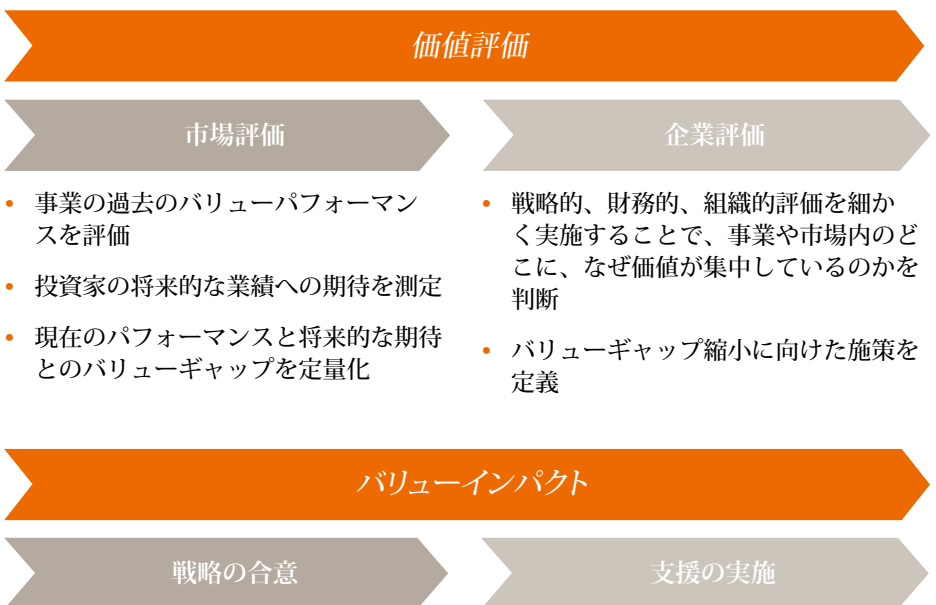 価値評価
市場評価
• 事業の過去のバリューパフォーマン
スを評価
• 投資家の将来的な業績への期待を測定
• 現在のパフォーマンスと将来的な期待
とのバリューギャップを定量化
企業評価
• 戦略的、財務的、組織的評価を細か
く実施することで、事業や市場内のど
こに、なぜ価値が集中しているのかを
判断
• バリューギャップ縮小に向けた施策を
定義
バリューインパクト
戦略の合意
支援の実施